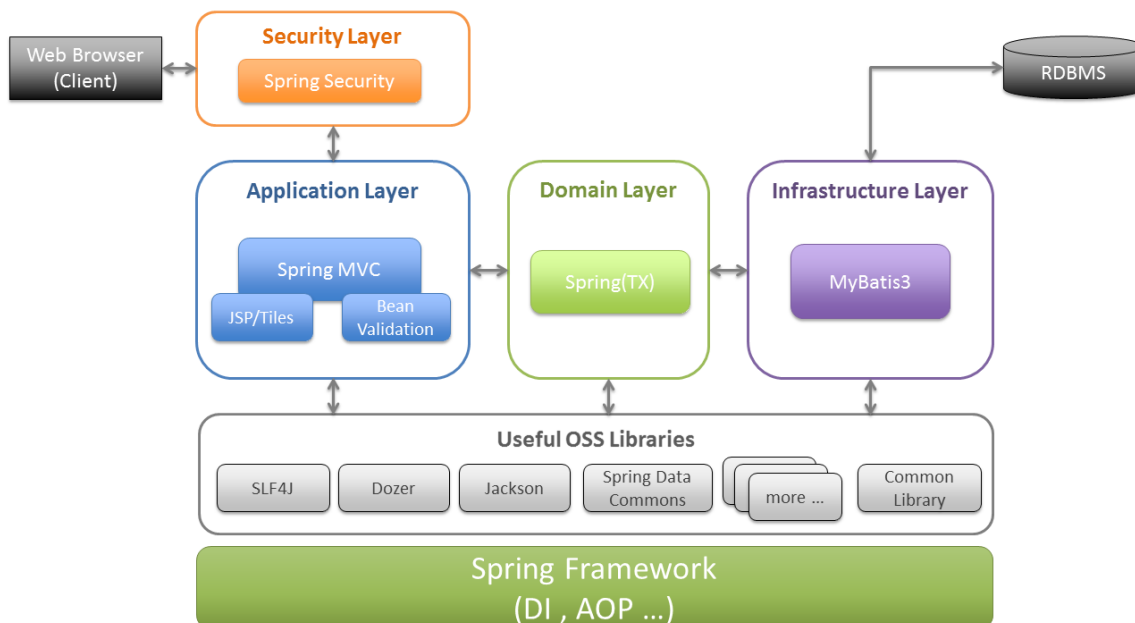 Security Layer
Web Browser
(Client)
Spring Security
RDBMS
Application Layer
Domain Layer
Infrastructure Layer
Spring MVC
Spring(TX)
MyBatis3
JSP/Tiles
Bean
Validation
Useful OSS Libraries
SLF4J
Dozer
Jackson
Spring Data
Commons
more ...
Common
Library
Spring Framework
(DI , AOP ...)